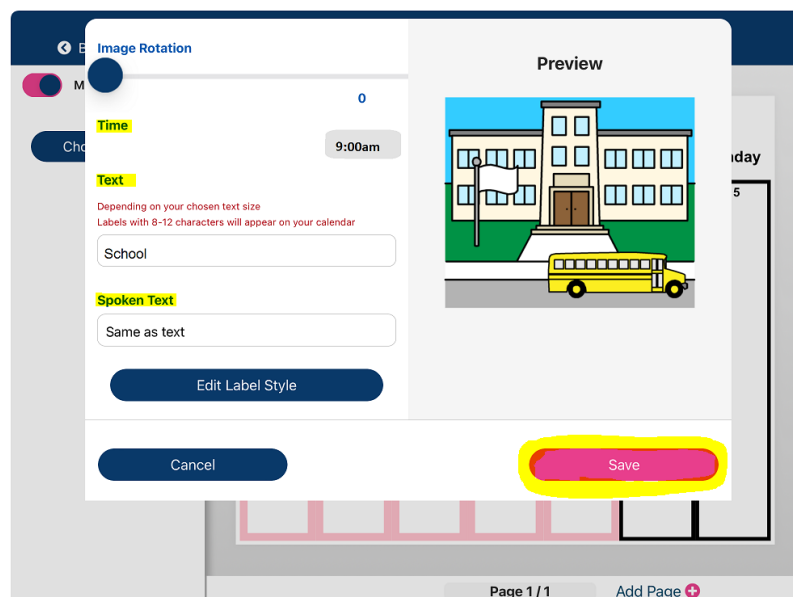 Image Rotation
Preview
0
Time
9:00am
Text
Depending on your chosen text size
Labels with 8-12 characters will appear on your calendar
School
Spoken Text
Same as text
Edit Label Style
Cancel
Save
5
Page 1/1
Add Page